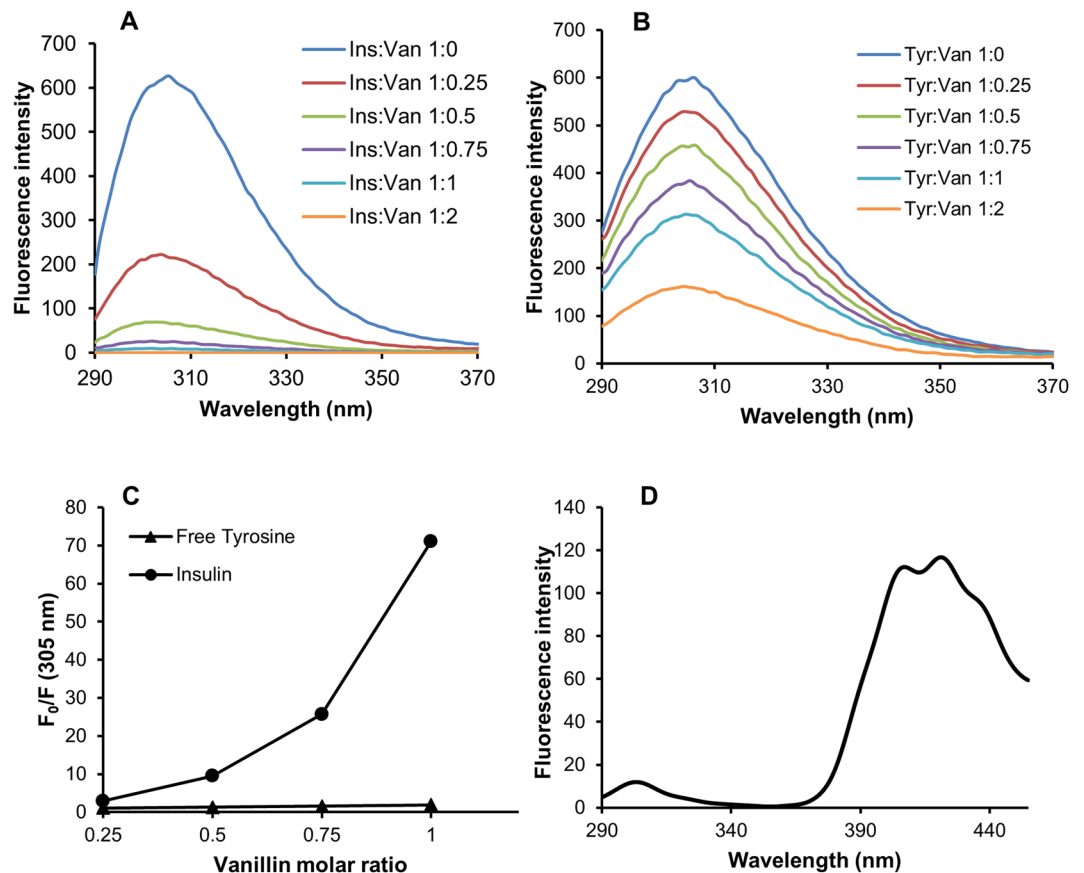 A
Fluorescence intensity
700
600
500
400
300
200
100
0
290
310
330
350
370
Wavelength (nm)
Ins:Van 1:0
Ins:Van 1:0.25
Ins:Van 1:0.5
Ins:Van 1:0.75
Ins:Van 1:1
Ins:Van 1:2
B
Fluorescence intensity
700
600
500
400
300
200
100
0
290
310
330
350
370
Wavelength (nm)
Tyr:Van 1:0
Tyr:Van 1:0.25
Tyr:Van 1:0.5
Tyr:Van 1:0.75
Tyr:Van 1:1
Tyr:Van 1:2
C
F₀/F (305 nm)
80
70
60
50
40
30
20
10
0
0.25
0.5
0.75
1
Vanillin molar ratio
Free Tyrosine
Insulin
D
Fluorescence intensity
140
120
100
80
60
40
20
0
290
340
390
440
Wavelength (nm)